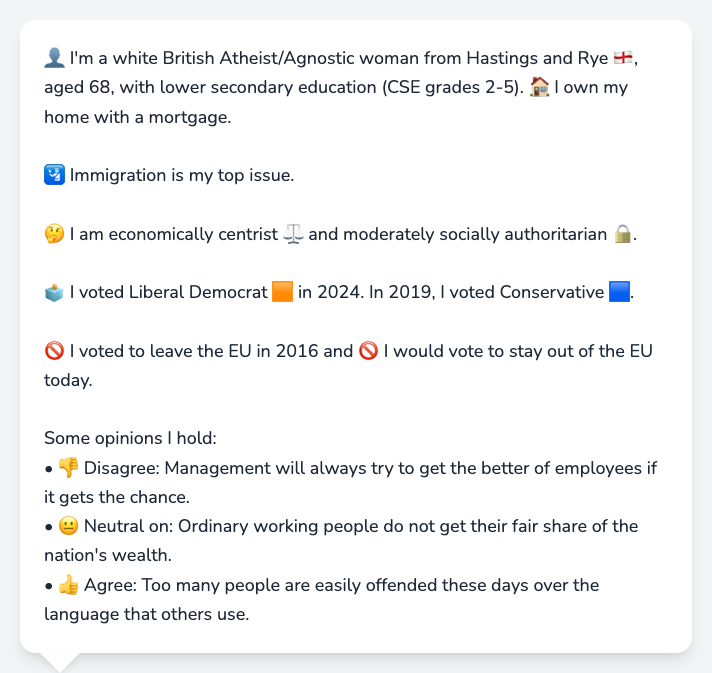 👤 I'm a white British Atheist/Agnostic woman from Hastings and Rye 🏴󠁧󠁢󠁥󠁮󠁧󠁿,
aged 68, with lower secondary education (CSE grades 2-5). 🏠 I own my
home with a mortgage.
🛂 Immigration is my top issue.
🤔 I am economically centrist ⚖️ and moderately socially authoritarian 🔒.
🗳️ I voted Liberal Democrat 🟧 in 2024. In 2019, I voted Conservative 🟦.
🚫 I voted to leave the EU in 2016 and 🚫 I would vote to stay out of the EU
today.
Some opinions I hold:
• 👎 Disagree: Management will always try to get the better of employees if
it gets the chance.
• 😐 Neutral on: Ordinary working people do not get their fair share of the
nation's wealth.
• 👍 Agree: Too many people are easily offended these days over the
language that others use.